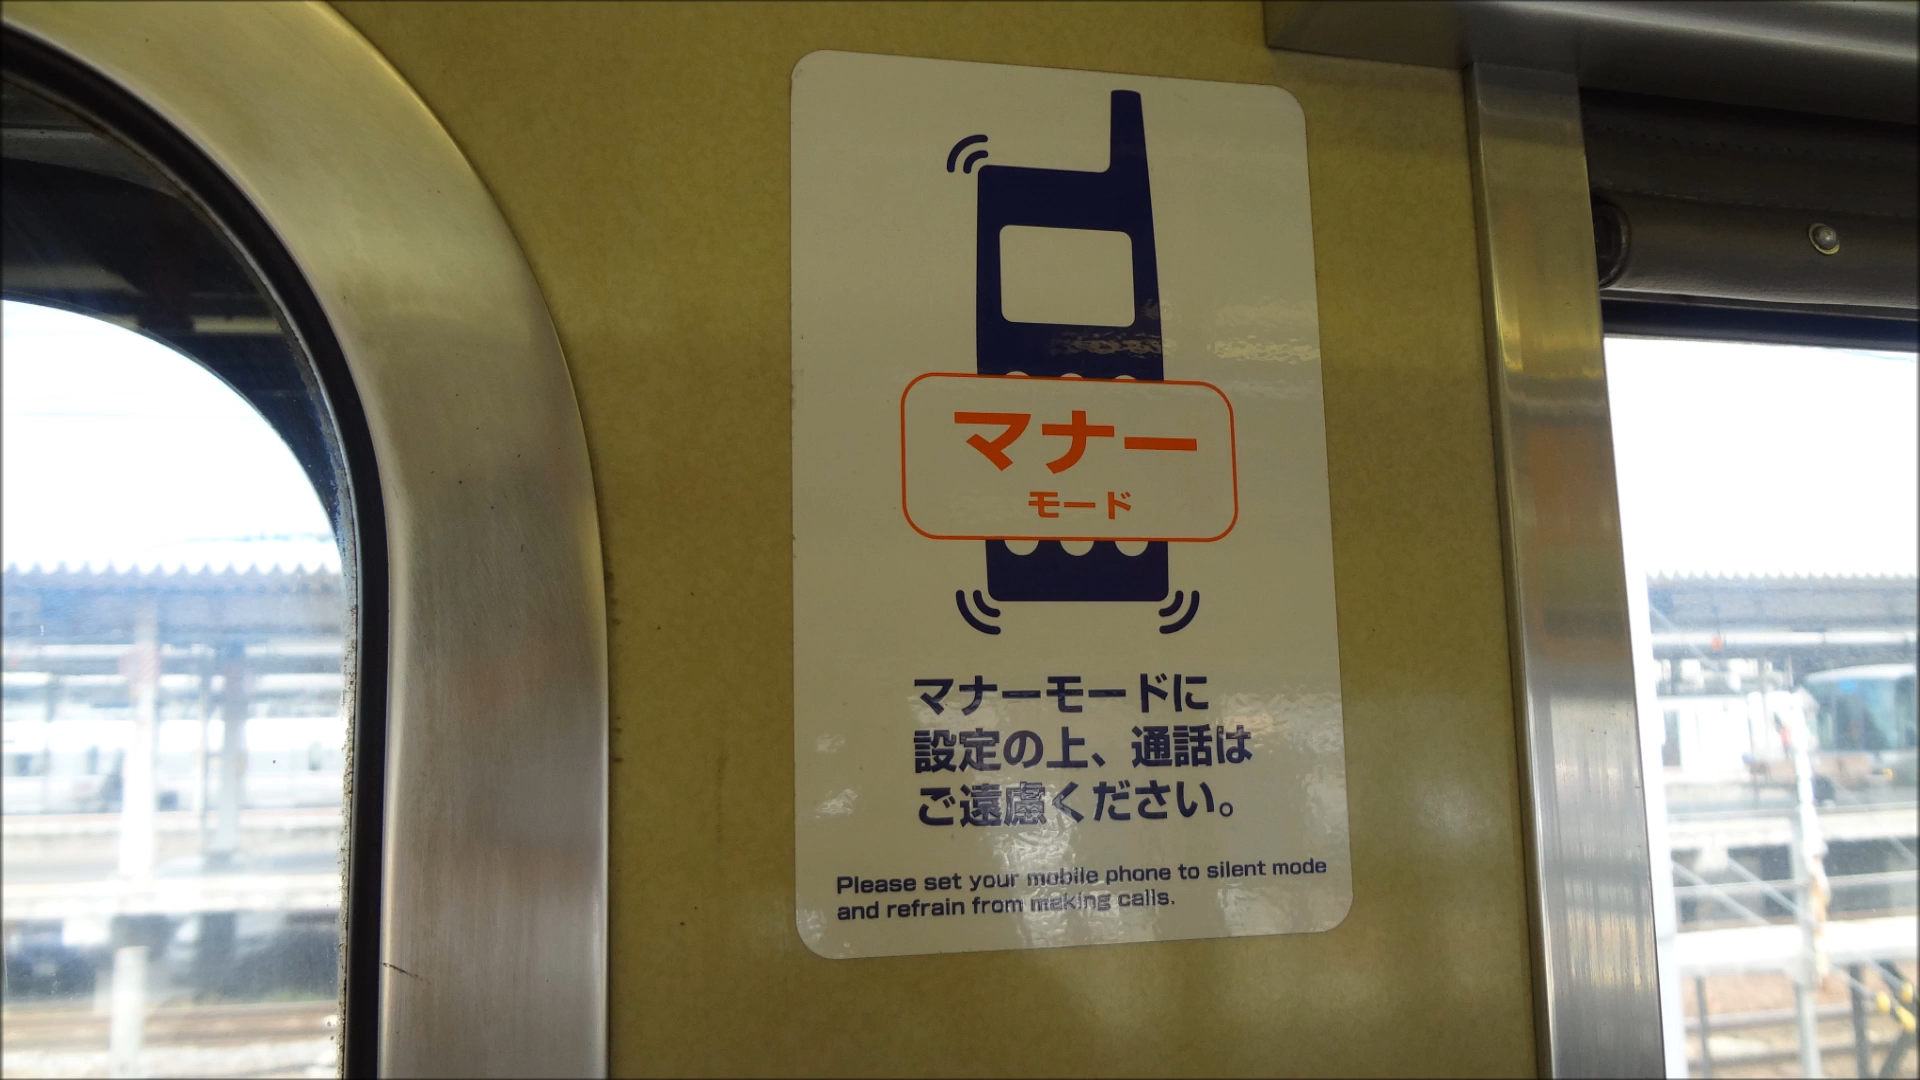 マナー
モード
マナーモードに
設定の上、通話は
ご遠慮ください。
Please set your mobile phone to silent mode
and refrain from making calls.